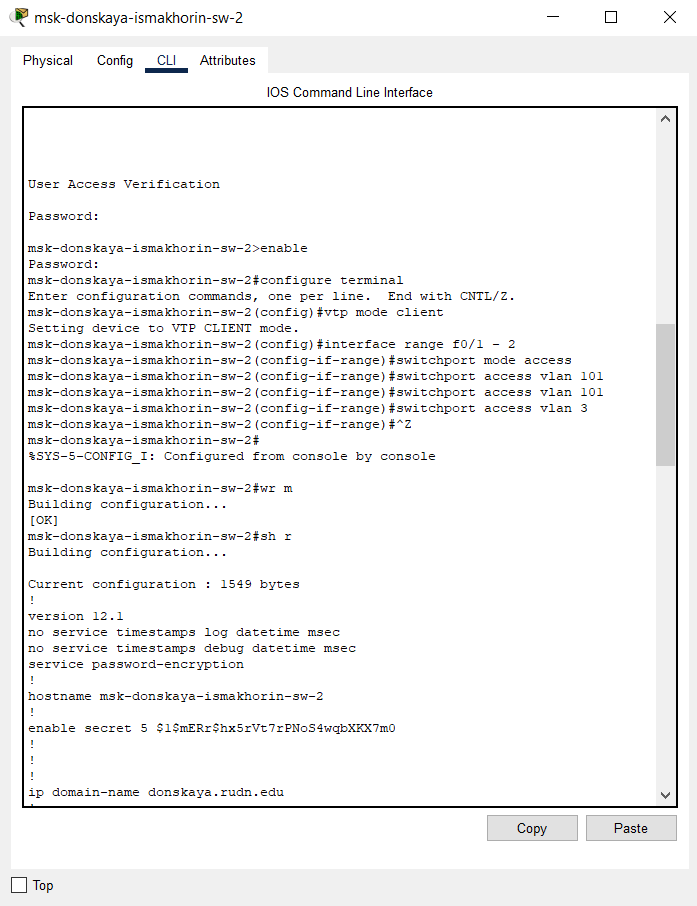 msk-donskaya-ismakhorin-sw-2
Physical Config CLI Attributes
IOS Command Line Interface
User Access Verification
Password:
msk-donskaya-ismakhorin-sw-2>enable
Password:
msk-donskaya-ismakhorin-sw-2#configure terminal
Enter configuration commands, one per line.  End with CNTL/Z.
msk-donskaya-ismakhorin-sw-2(config)#vtp mode client
Setting device to VTP CLIENT mode.
msk-donskaya-ismakhorin-sw-2(config)#interface range f0/1 - 2
msk-donskaya-ismakhorin-sw-2(config-if-range)#switchport mode access
msk-donskaya-ismakhorin-sw-2(config-if-range)#switchport access vlan 101
msk-donskaya-ismakhorin-sw-2(config-if-range)#switchport access vlan 101
msk-donskaya-ismakhorin-sw-2(config-if-range)#switchport access vlan 3
msk-donskaya-ismakhorin-sw-2(config-if-range)#^Z
msk-donskaya-ismakhorin-sw-2#
%SYS-5-CONFIG_I: Configured from console by console
msk-donskaya-ismakhorin-sw-2#wr m
Building configuration...
[OK]
msk-donskaya-ismakhorin-sw-2#sh r
Building configuration...
Current configuration : 1549 bytes
!
version 12.1
no service timestamps log datetime msec
no service timestamps debug datetime msec
service password-encryption
!
hostname msk-donskaya-ismakhorin-sw-2
!
enable secret 5 $1$mERr$hx5rVt7rPNoS4wqbXKX7m0
!
!
!
ip domain-name donskaya.rudn.edu
Copy Paste
Top